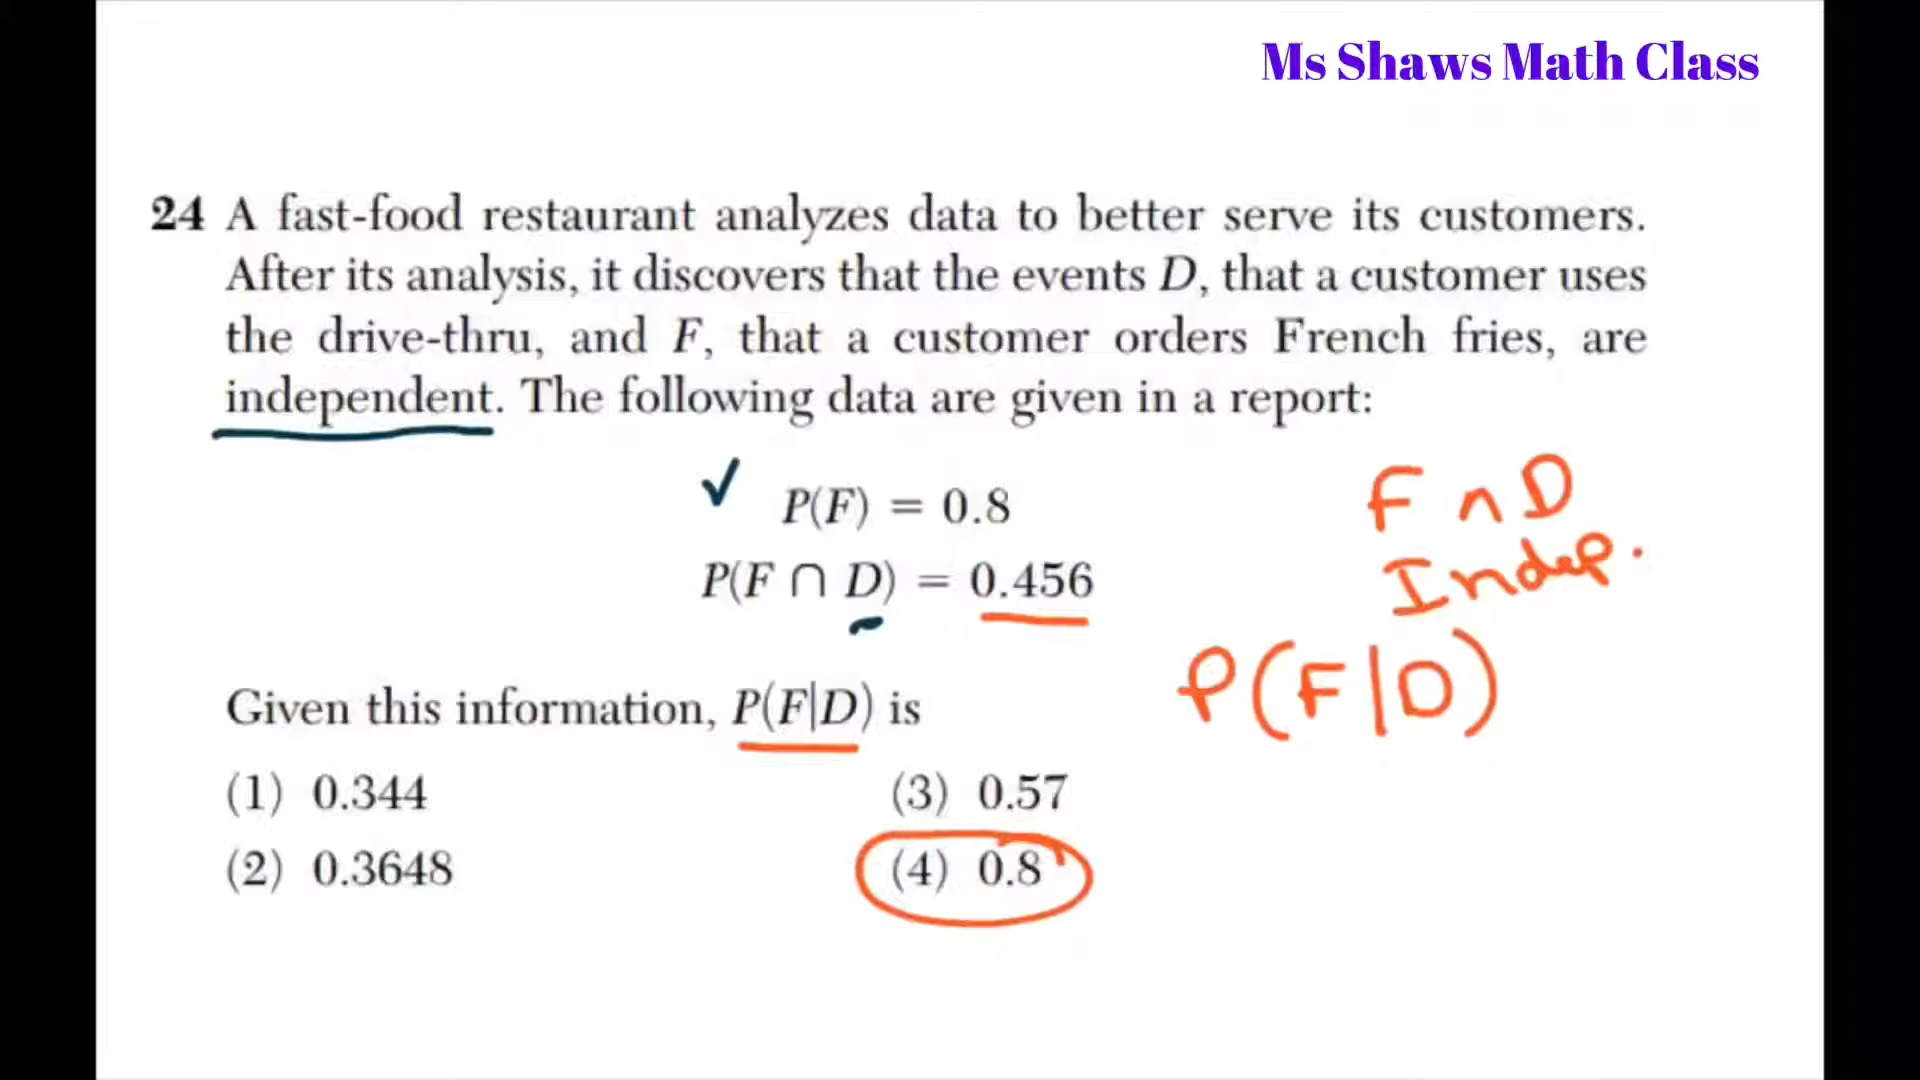 Ms Shaws Math Class
24 A fast-food restaurant analyzes data to better serve its customers.
After its analysis, it discovers that the events D, that a customer uses
the drive-thru, and F, that a customer orders French fries, are
independent. The following data are given in a report:
✓ P(F) = 0.8
P(F ∩ D) = 0.456
F ∩ D
Indep.
P(F|D)
Given this information, P(F|D) is
(1) 0.344 (3) 0.57
(2) 0.3648 (4) 0.8